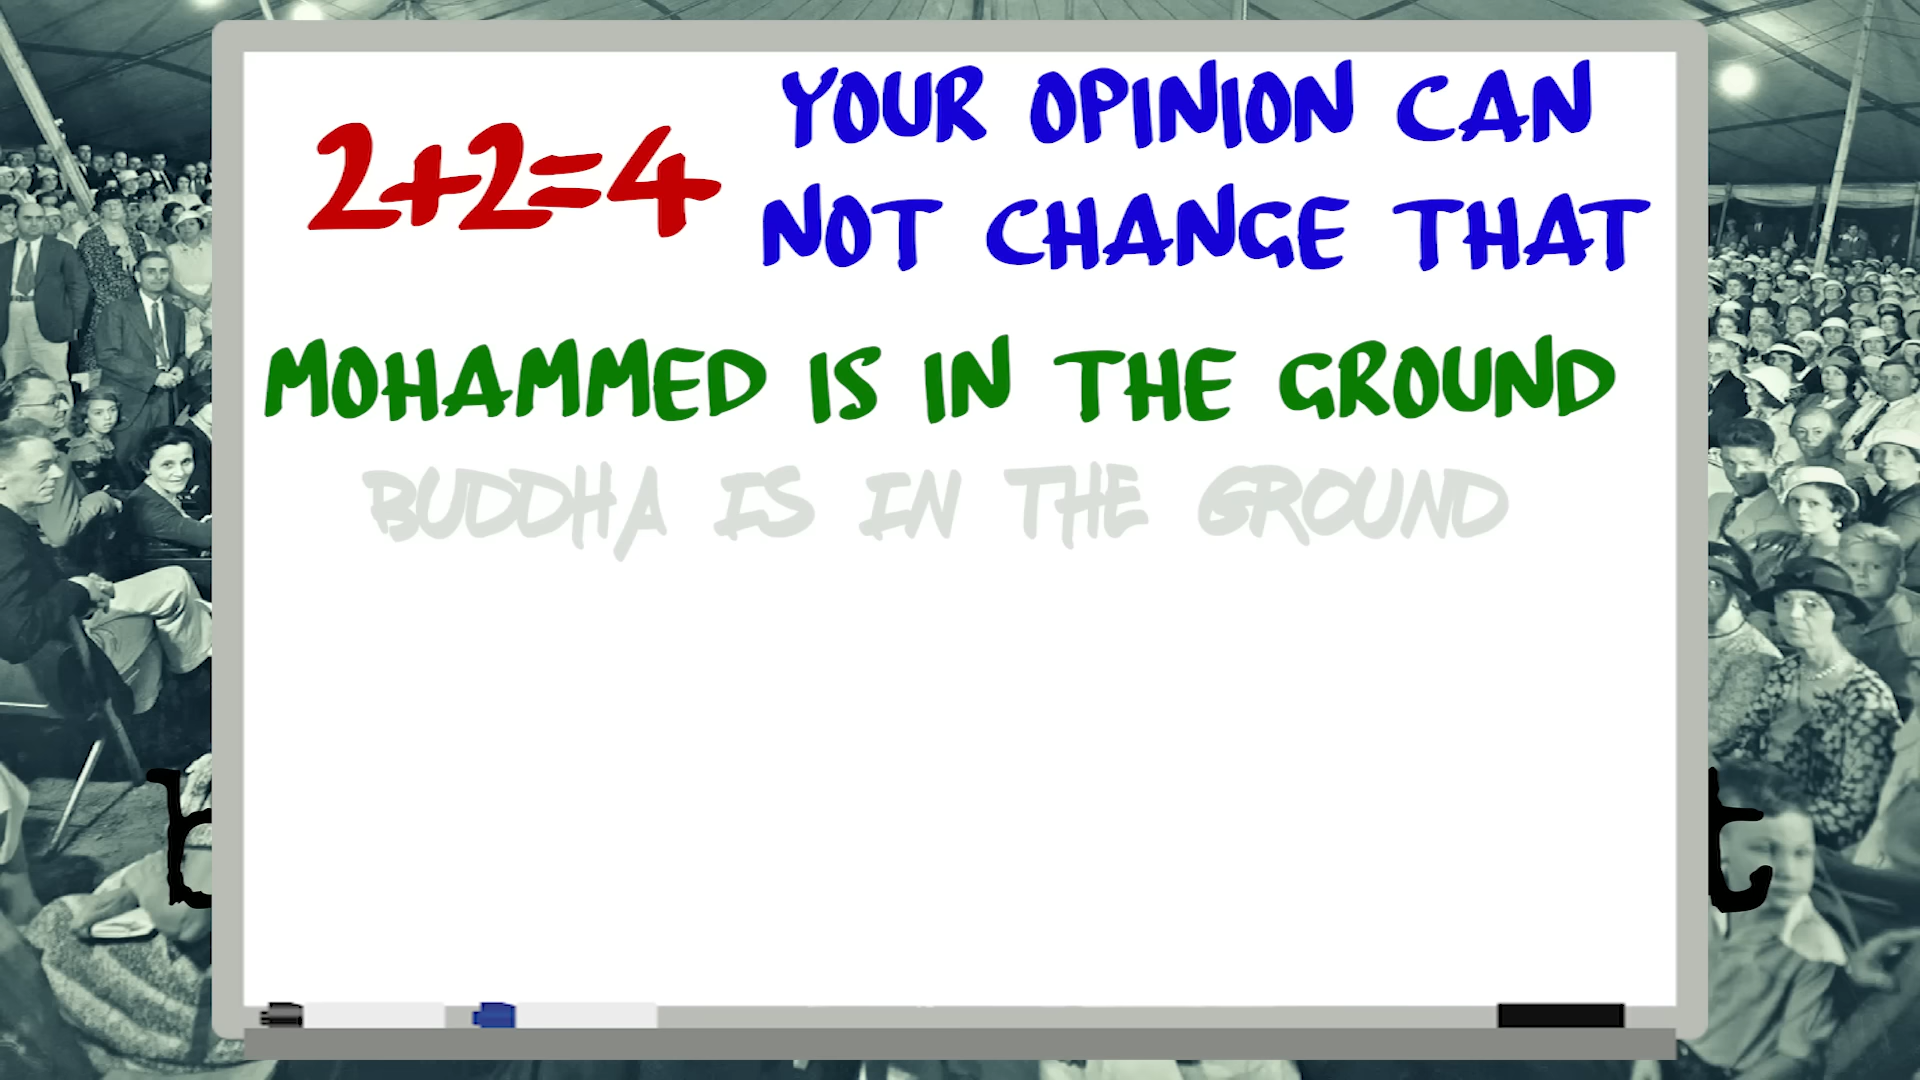 2+2=4
YOUR OPINION CAN
NOT CHANGE THAT
MOHAMMED IS IN THE GROUND
BUDDHA IS IN THE GROUND